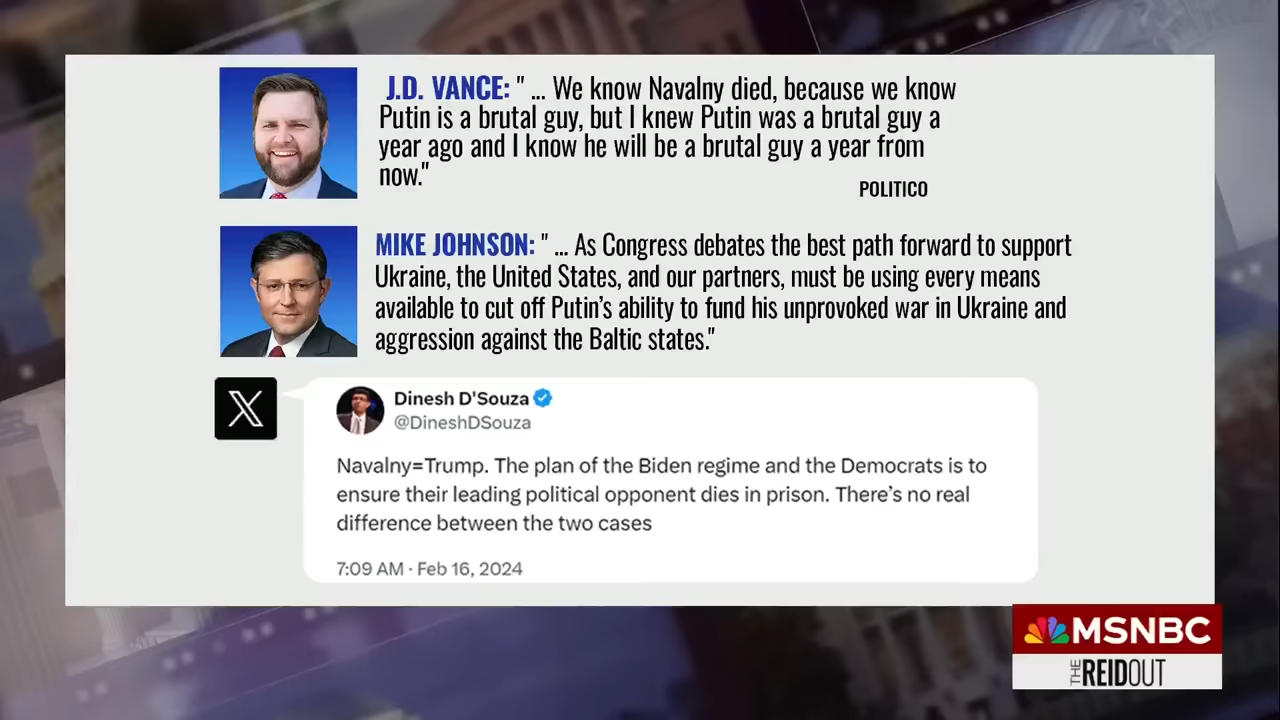 J.D. VANCE: " ... We know Navalny died, because we know
Putin is a brutal guy, but I knew Putin was a brutal guy a
year ago and I know he will be a brutal guy a year from
now."
POLITICO
MIKE JOHNSON: " ... As Congress debates the best path forward to support
Ukraine, the United States, and our partners, must be using every means
available to cut off Putin’s ability to fund his unprovoked war in Ukraine and
aggression against the Baltic states."
X
Dinesh D'Souza
@DineshDSouza
Navalny=Trump. The plan of the Biden regime and the Democrats is to
ensure their leading political opponent dies in prison. There’s no real
difference between the two cases
7:09 AM · Feb 16, 2024
MSNBC
THE REIDOUT